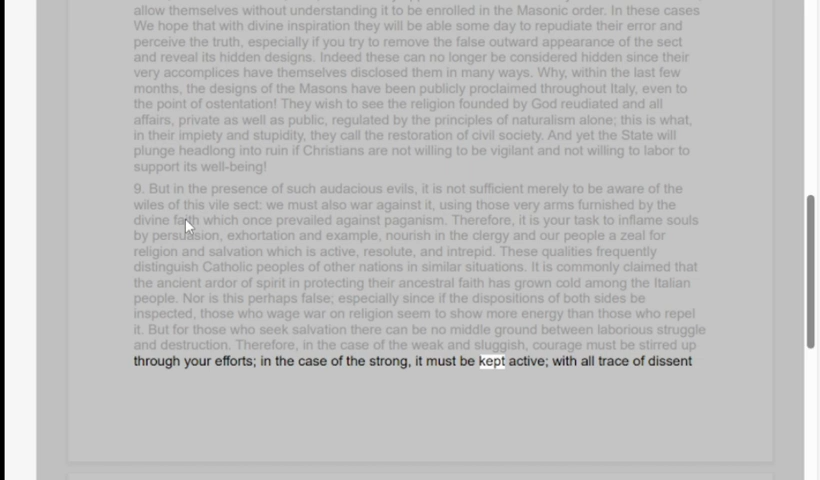 allow themselves without understanding it to be enrolled in the Masonic order. In these cases
We hope that with divine inspiration they will be able some day to repudiate their error and
perceive the truth, especially if you try to remove the false outward appearance of the sect
and reveal its hidden designs. Indeed these can no longer be considered hidden since their
very accomplices have themselves disclosed them in many ways. Why, within the last few
months, the designs of the Masons have been publicly proclaimed throughout Italy, even to
the point of ostentation! They wish to see the religion founded by God reudiated and all
affairs, private as well as public, regulated by the principles of naturalism alone; this is what,
in their impiety and stupidity, they call the restoration of civil society. And yet the State will
plunge headlong into ruin if Christians are not willing to be vigilant and not willing to labor to
support its well-being!
9. But in the presence of such audacious evils, it is not sufficient merely to be aware of the
wiles of this vile sect: we must also war against it, using those very arms furnished by the
divine faith which once prevailed against paganism. Therefore, it is your task to inflame souls
by persuasion, exhortation and example, nourish in the clergy and our people a zeal for
religion and salvation which is active, resolute, and intrepid. These qualities frequently
distinguish Catholic peoples of other nations in similar situations. It is commonly claimed that
the ancient ardor of spirit in protecting their ancestral faith has grown cold among the Italian
people. Nor is this perhaps false; especially since if the dispositions of both sides be
inspected, those who wage war on religion seem to show more energy than those who repel
it. But for those who seek salvation there can be no middle ground between laborious struggle
and destruction. Therefore, in the case of the weak and sluggish, courage must be stirred up
through your efforts; in the case of the strong, it must be kept active; with all trace of dissent